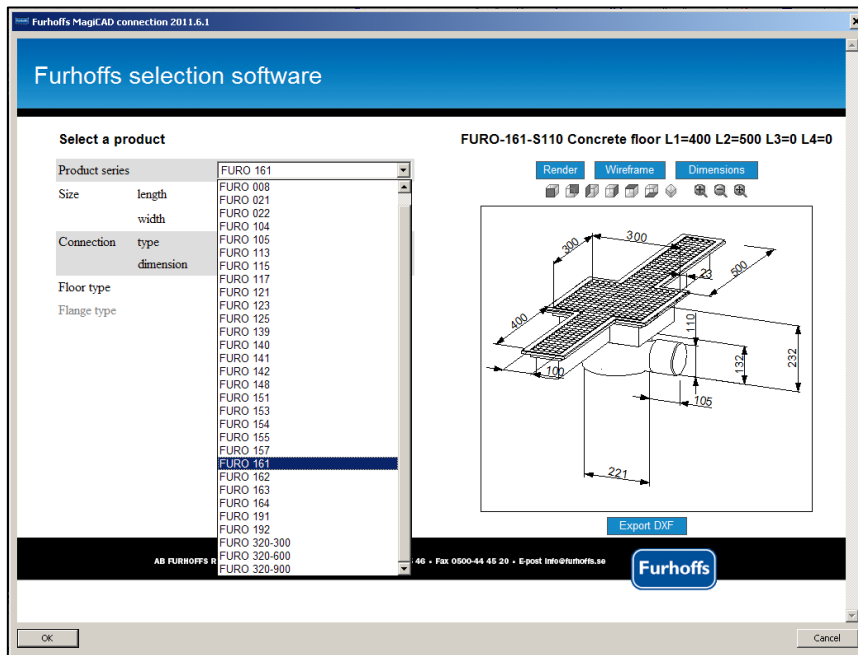 Furhoffs MagiCAD connection 2011.6.1
Furhoffs selection software
Select a product
Product series
FURO 161
Size
length
width
Connection
type
dimension
Floor type
Flange type
FURO 008
FURO 021
FURO 022
FURO 104
FURO 105
FURO 113
FURO 115
FURO 117
FURO 121
FURO 123
FURO 125
FURO 139
FURO 140
FURO 141
FURO 142
FURO 148
FURO 151
FURO 153
FURO 154
FURO 155
FURO 157
FURO 161
FURO 162
FURO 163
FURO 164
FURO 191
FURO 192
FURO 320-300
FURO 320-600
FURO 320-900
FURO-161-S110 Concrete floor L1=400 L2=500 L3=0 L4=0
Render
Wireframe
Dimensions
300
300
23
500
400
100
110
132
232
105
221
Export DXF
AB FURHOFFS R
46 • Fax 0500-44 45 20 • E-post info@furhoffs.se
Furhoffs
OK
Cancel